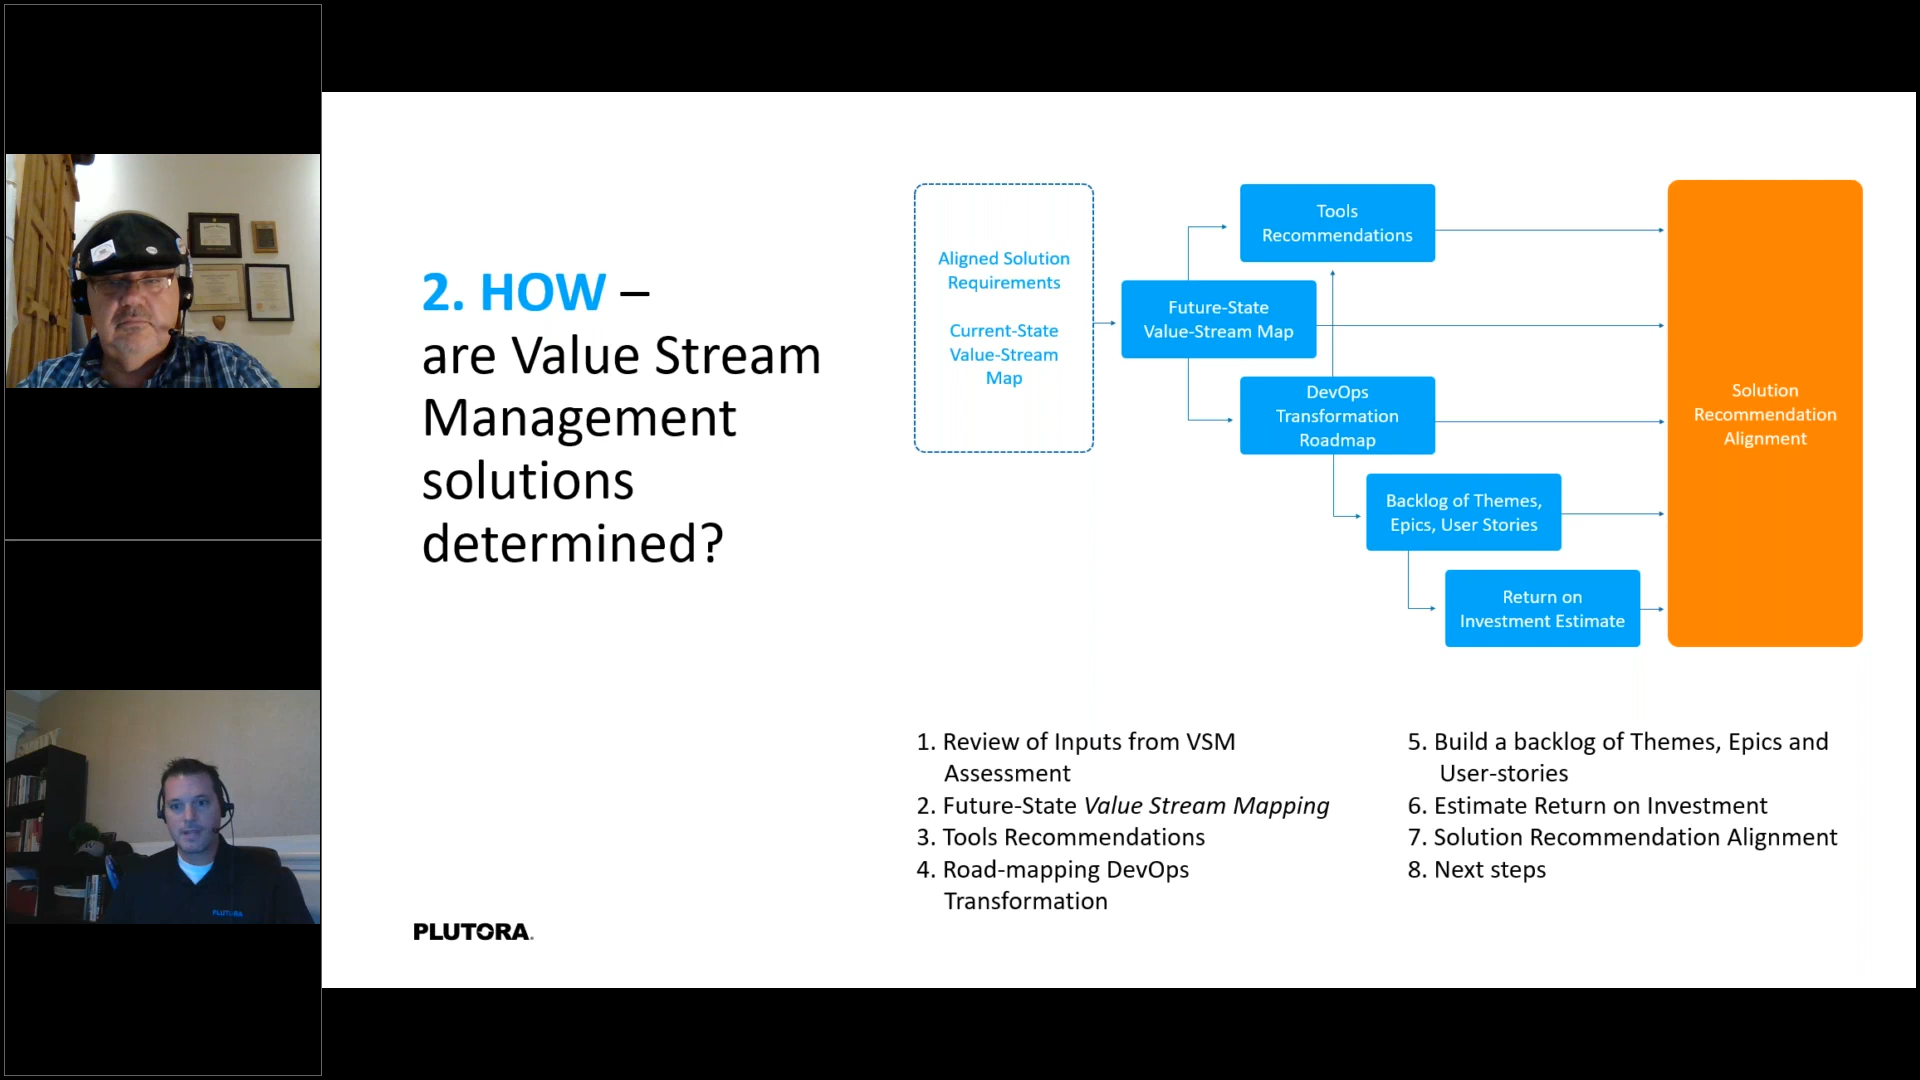 2. HOW –
are Value Stream
Management
solutions
determined?
Aligned Solution
Requirements
Current-State
Value-Stream
Map
Future-State
Value-Stream Map
Tools
Recommendations
DevOps
Transformation
Roadmap
Backlog of Themes,
Epics, User Stories
Return on
Investment Estimate
Solution
Recommendation
Alignment
1. Review of Inputs from VSM
Assessment
2. Future-State Value Stream Mapping
3. Tools Recommendations
4. Road-mapping DevOps
Transformation
5. Build a backlog of Themes, Epics and
User-stories
6. Estimate Return on Investment
7. Solution Recommendation Alignment
8. Next steps
PLUTORA
PLUTORA